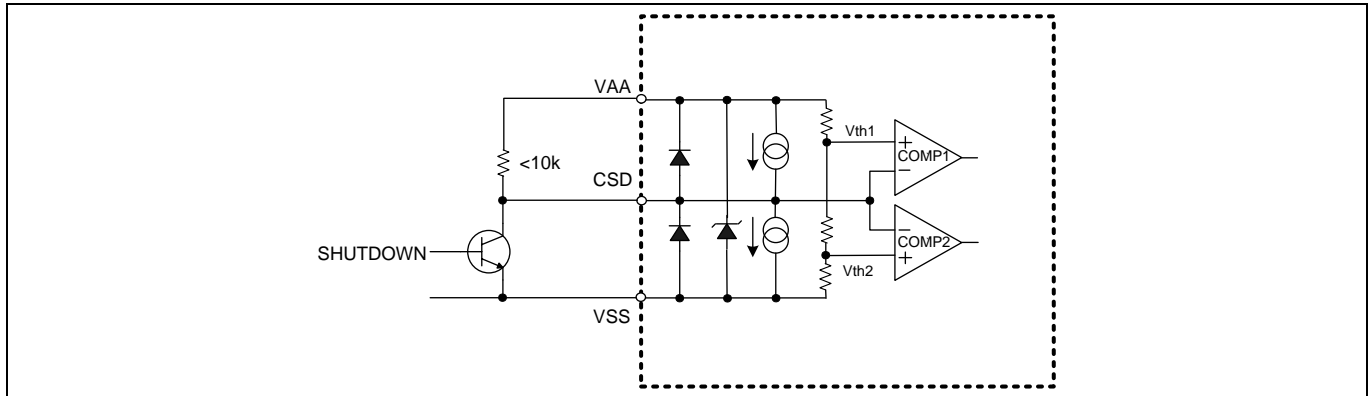 VAA
Vth1
+
COMP1
−
<10k
CSD
−
COMP2
+
SHUTDOWN
Vth2
VSS